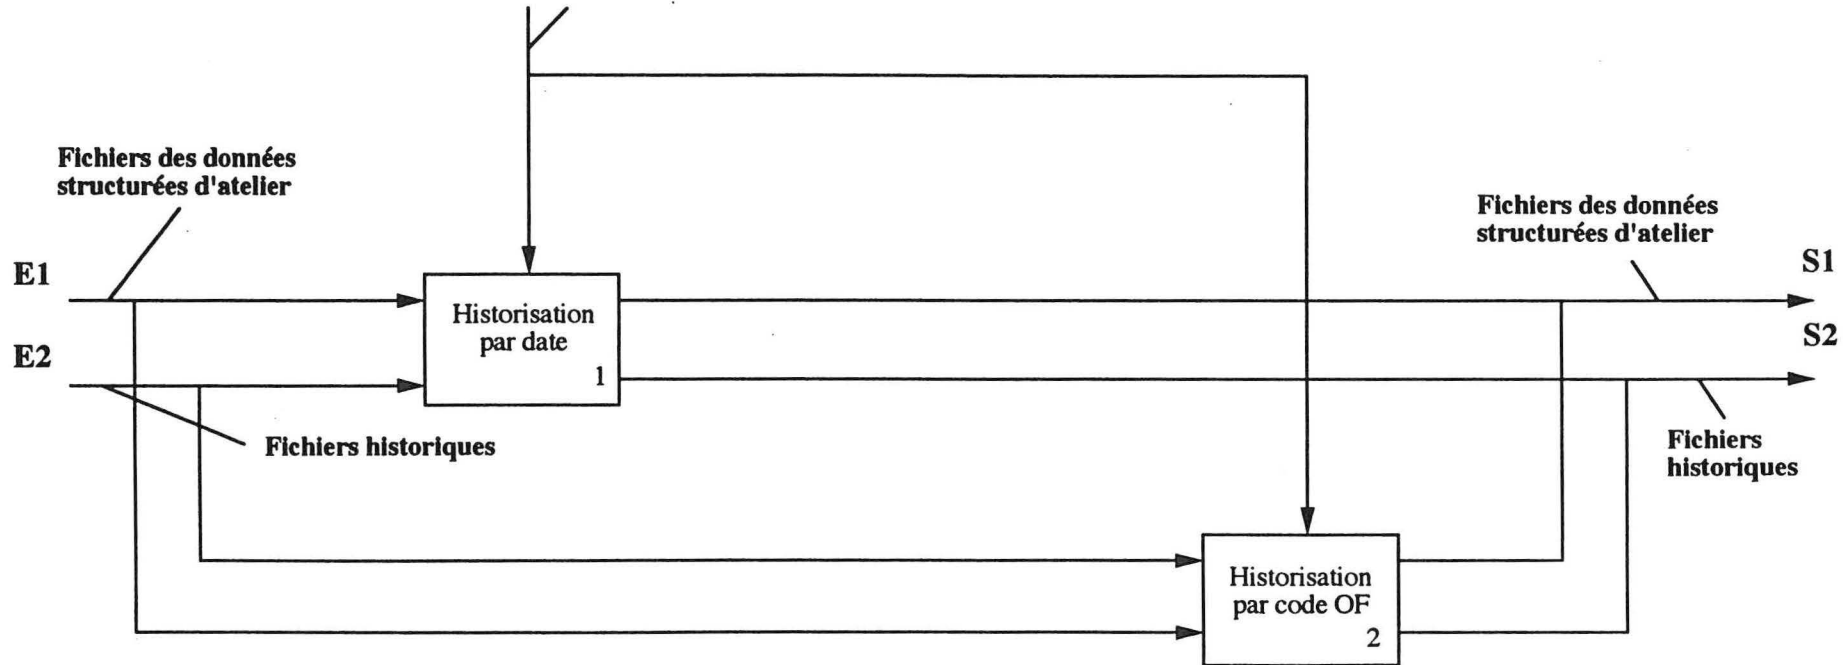 Fichiers des données
structurées d'atelier
E1
E2
Historisation
par date
1
Fichiers historiques
Fichiers des données
structurées d'atelier
S1
S2
Fichiers
historiques
Historisation
par code OF
2